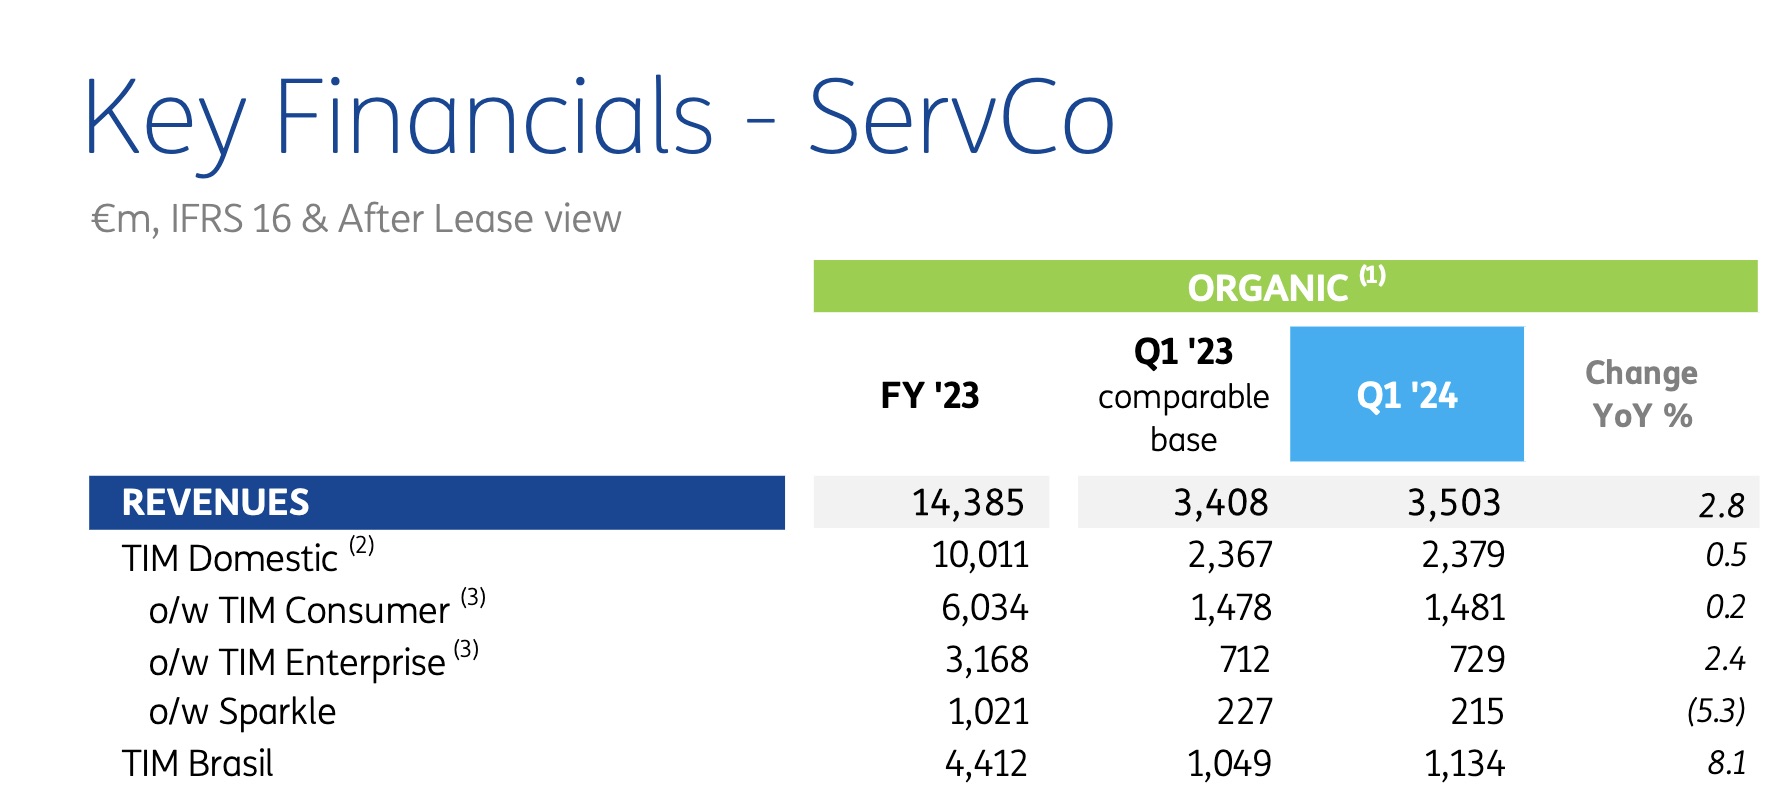 Key Financials - ServCo
€m, IFRS 16 & After Lease view
ORGANIC (1)
FY '23 Q1 '23 comparable base Q1 '24 Change YoY %
REVENUES 14,385 3,408 3,503 2.8
TIM Domestic (2) 10,011 2,367 2,379 0.5
o/w TIM Consumer (3) 6,034 1,478 1,481 0.2
o/w TIM Enterprise (3) 3,168 712 729 2.4
o/w Sparkle 1,021 227 215 (5.3)
TIM Brasil 4,412 1,049 1,134 8.1